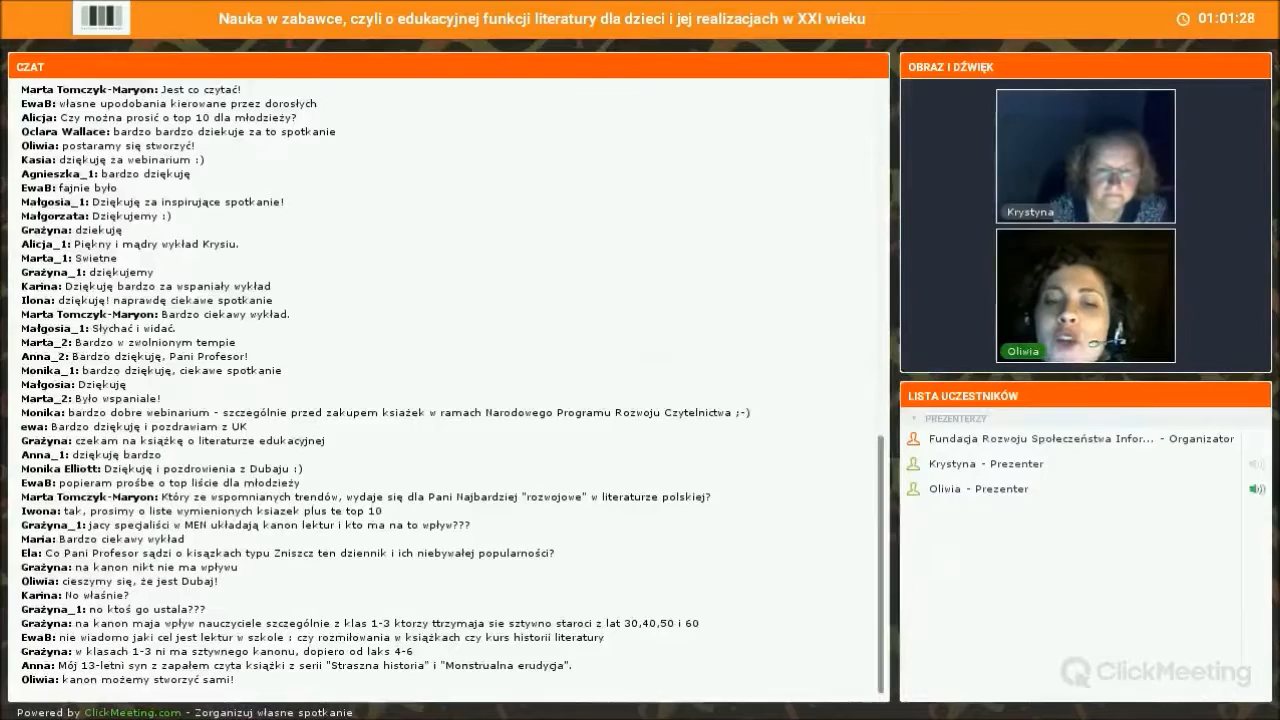 Nauka w zabawce, czyli o edukacyjnej funkcji literatury dla dzieci i jej realizacjach w XXI wieku
01:01:28
CZAT
Marta Tomczyk-Maryon: Jest co czytać!
EwaB: własne upodobania kierowane przez dorosłych
Alicja: Czy można prosić o top 10 dla młodzieży?
Oclara Wallace: bardzo bardzo dziekuje za to spotkanie
Oliwia: postaramy się stworzyć!
Kasia: dziękuję za webinarium :)
Agnieszka_1: bardzo dziękuję
EwaB: fajnie było
Małgosia_1: Dziękuję za inspirujące spotkanie!
Małgorzata: Dziękujemy :)
Grażyna: dziekuję
Alicja_1: Piękny i mądry wykład Krysiu.
Marta_1: Swietne
Grażyna_1: dziękujemy
Karina: Dziękuję bardzo za wspaniały wykład
Ilona: dziękuję! naprawdę ciekawe spotkanie
Marta Tomczyk-Maryon: Bardzo ciekawy wykład.
Małgosia_1: Słychać i widać.
Marta_2: Bardzo w zwolnionym tempie
Anna_2: Bardzo dziękuję, Pani Profesor!
Monika_1: bardzo dziękuję, ciekawe spotkanie
Małgosia: Dziękuję
Marta_2: Było wspaniale!
Monika: bardzo dobre webinarium - szczególnie przed zakupem ksiażek w ramach Narodowego Programu Rozwoju Czytelnictwa ;-)
ewa: Bardzo dziękuję i pozdrawiam z UK
Grażyna: czekam na książkę o literaturze edukacyjnej
Anna_1: dziękuję bardzo
Monika Elliott: Dziękuję i pozdrowienia z Dubaju :)
EwaB: popieram prośbe o top liście dla młodzieży
Marta Tomczyk-Maryon: Który ze wspomnianych trendów, wydaje się dla Pani Najbardziej "rozwojowe" w literaturze polskiej?
Iwona: tak, prosimy o liste wymienionych ksiazek plus te top 10
Grażyna_1: jacy specjaliści w MEN układają kanon lektur i kto ma na to wpływ???
Maria: Bardzo ciekawy wykład
Ela: Co Pani Profesor sądzi o kisązkach typu Zniszcz ten dziennik i ich niebywałej popularności?
Grażyna: na kanon nikt nie ma wpływu
Oliwia: cieszymy się, że jest Dubaj!
Karina: No właśnie?
Grażyna_1: no ktoś go ustala???
Grażyna: na kanon maja wpływ nauczyciele szczególnie z klas 1-3 ktorzy ttrzymaja sie sztywno staroci z lat 30,40,50 i 60
EwaB: nie wiadomo jaki cel jest lektur w szkole : czy rozmiłowania w książkach czy kurs historii literatury
Grażyna: w klasach 1-3 ni ma sztywnego kanonu, dopiero od laks 4-6
Anna: Mój 13-letni syn z zapałem czyta książki z serii "Straszna historia" i "Monstrualna erudycja".
Oliwia: kanon możemy stworzyć sami!
OBRAZ I DŹWIĘK
Krystyna
Oliwia
LISTA UCZESTNIKÓW
PREZENTERZY
Fundacja Rozwoju Społeczeństwa Infor... - Organizator
Krystyna - Prezenter
Oliwia - Prezenter
ClickMeeting
Powered by ClickMeeting.com - Zorganizuj własne spotkanie